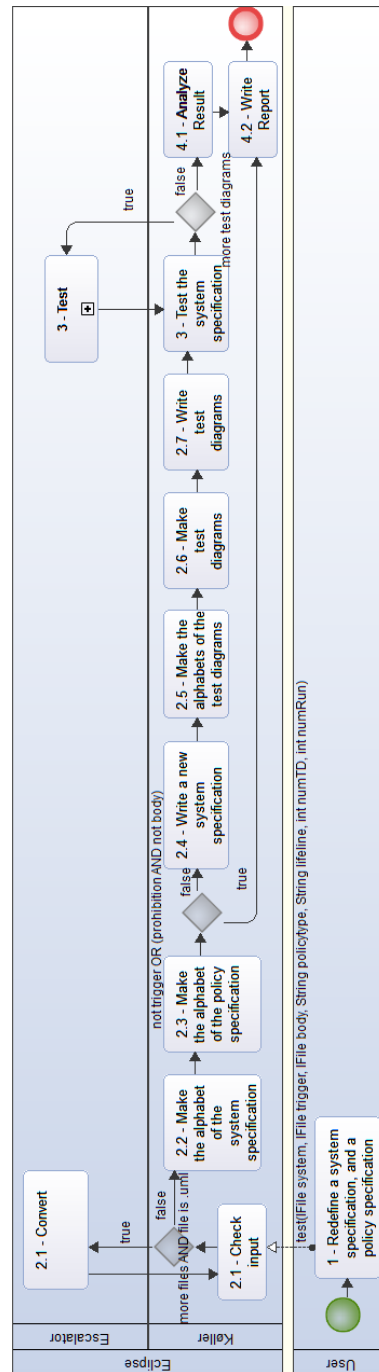 Eclipse
Escalator
Køller
User
1 - Redefine a system
specification, and a
policy specification
test(IFile system, IFile trigger, IFile body, String policytype, String lifeline, int numTD, int numRun)
2.1 - Check
input
more files AND file is .uml
true
2.1 - Convert
false
2.2 - Make
the alphabet
of the
system
specification
2.3 - Make
the alphabet
of the policy
specification
not trigger OR (prohibition AND not body)
false
true
2.4 - Write a new
system
specification
2.5 - Make the
alphabets of the
test diagrams
2.6 - Make
test
diagrams
2.7 - Write
test
diagrams
3 - Test the
system
specification
3 - Test
more test diagrams
true
false
4.1 - Analyze
Result
4.2 - Write
Report